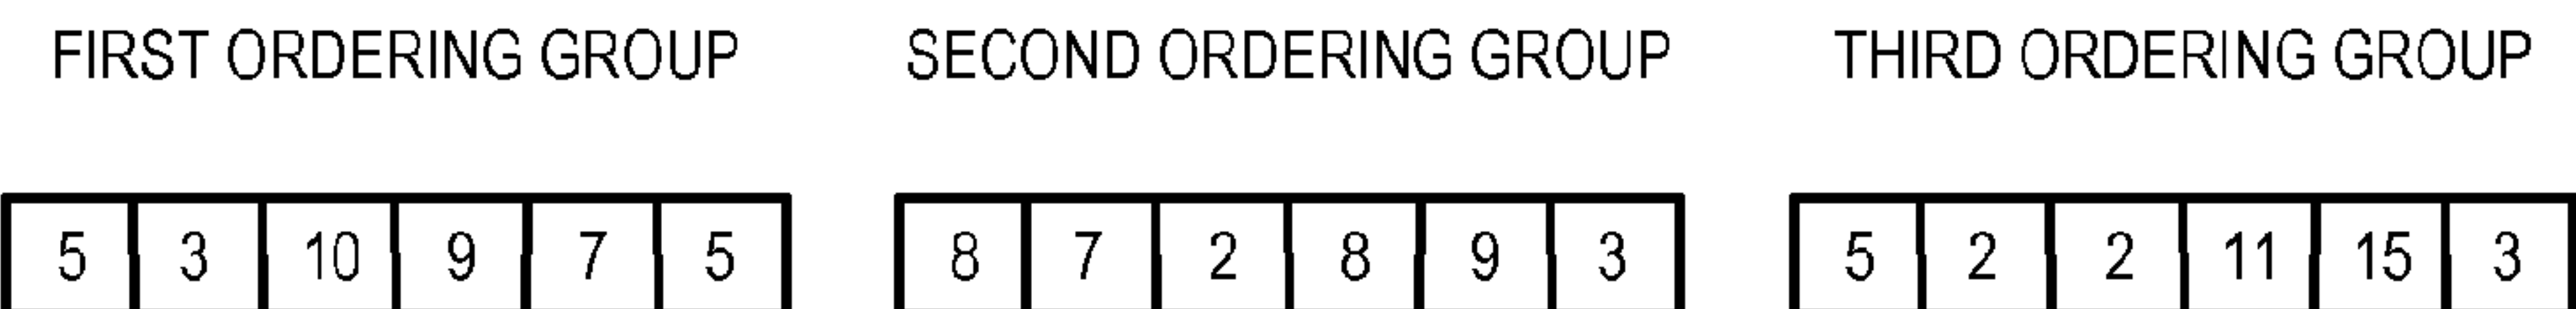 FIRST ORDERING GROUP SECOND ORDERING GROUP THIRD ORDERING GROUP
5 3 10 9 7 5 8 7 2 8 9 3 5 2 2 11 15 3